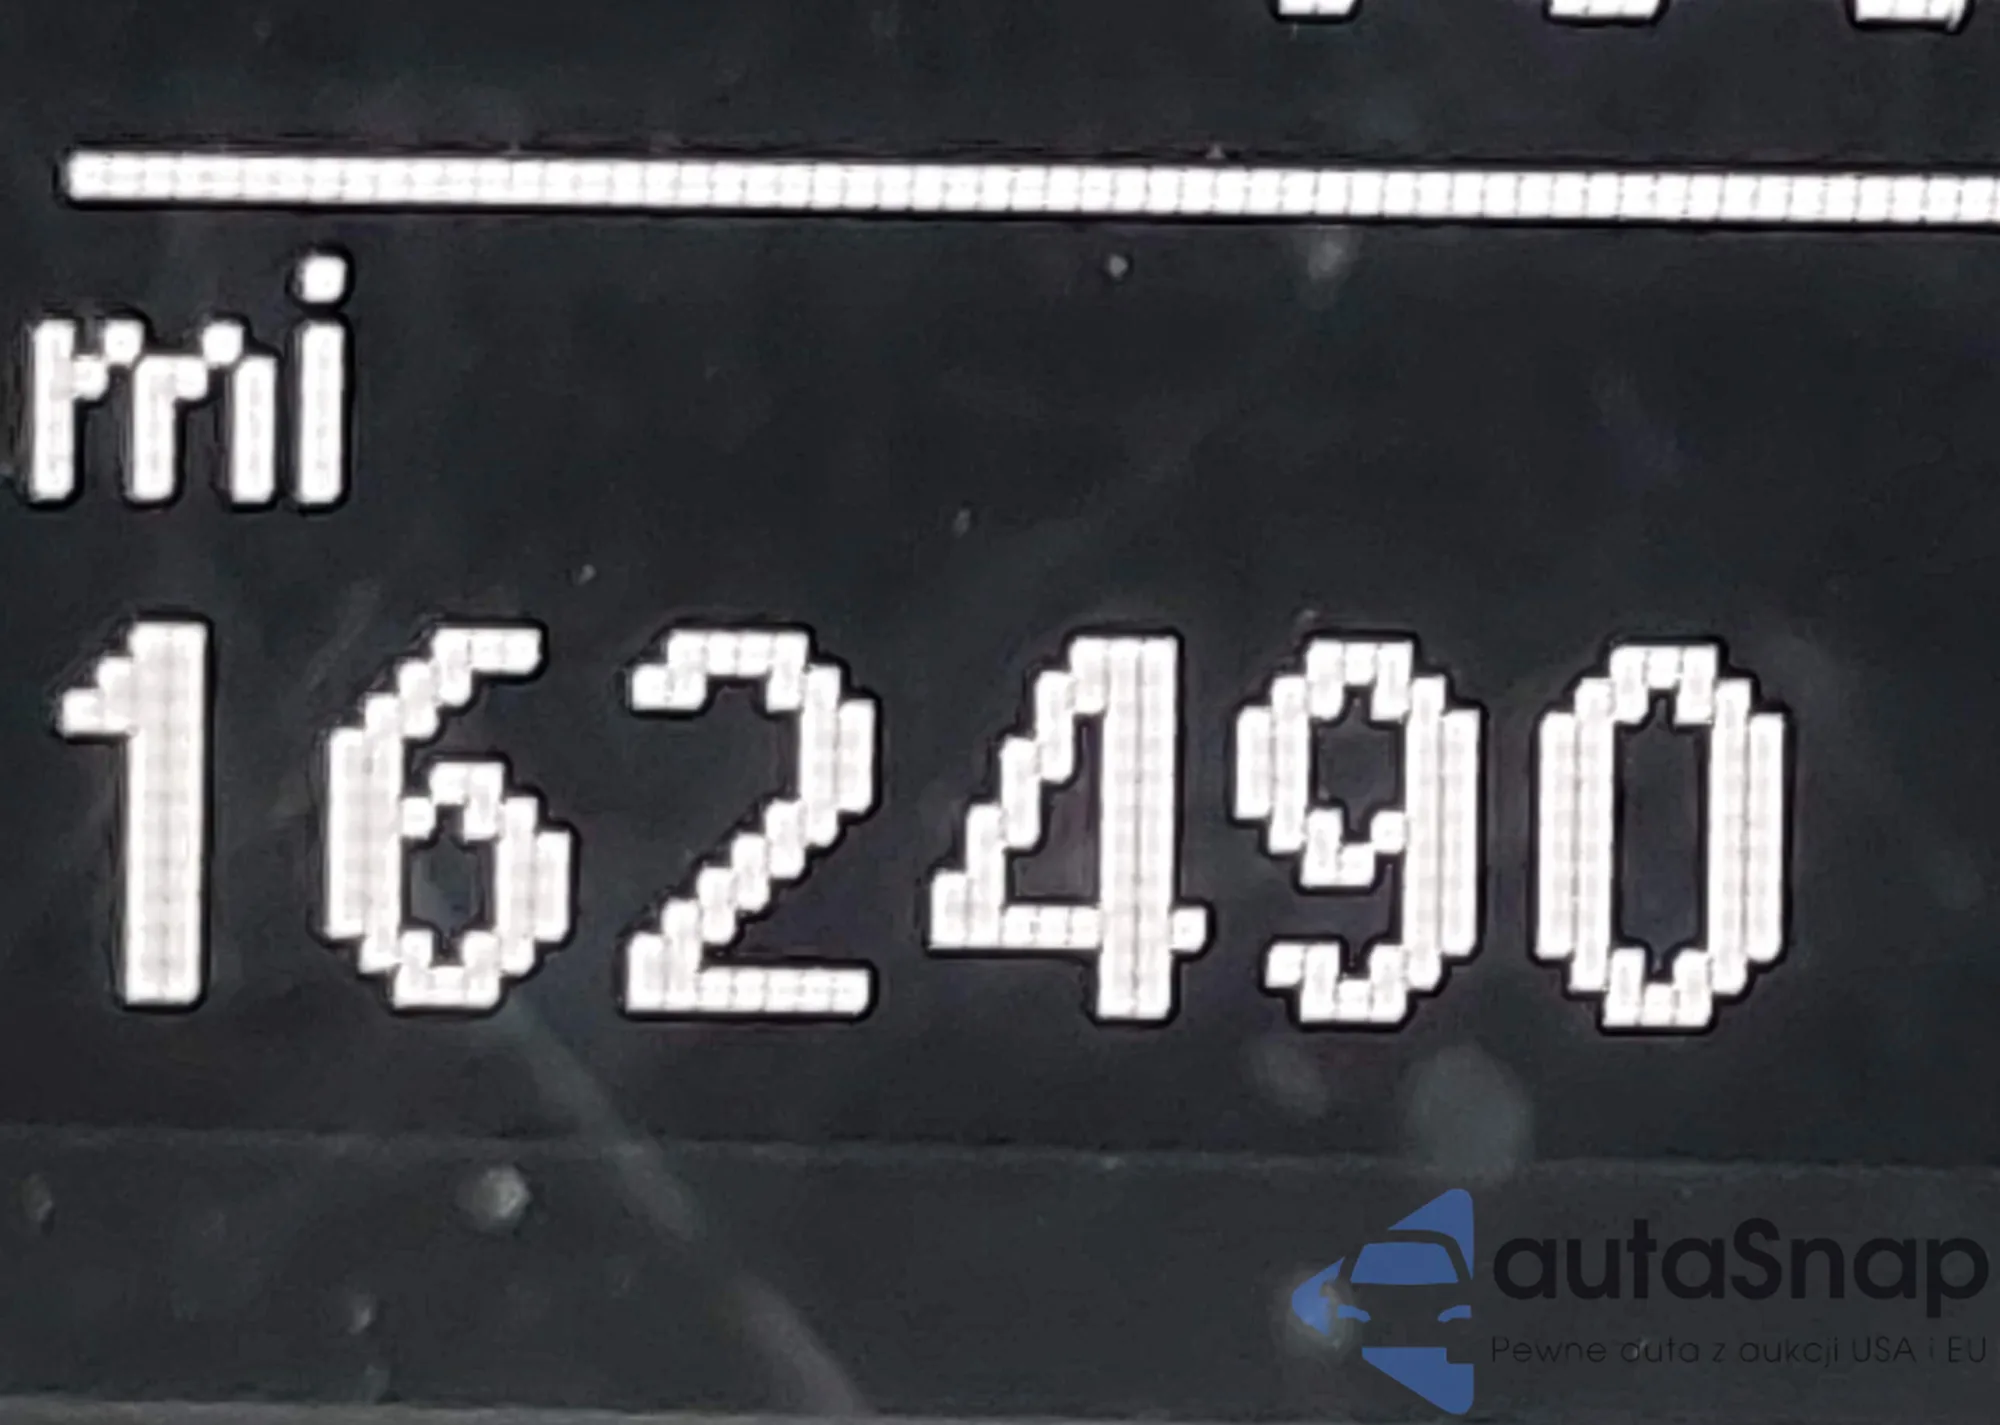 mi
162490
autaSnap
Pewne auta z aukcji USA i EU